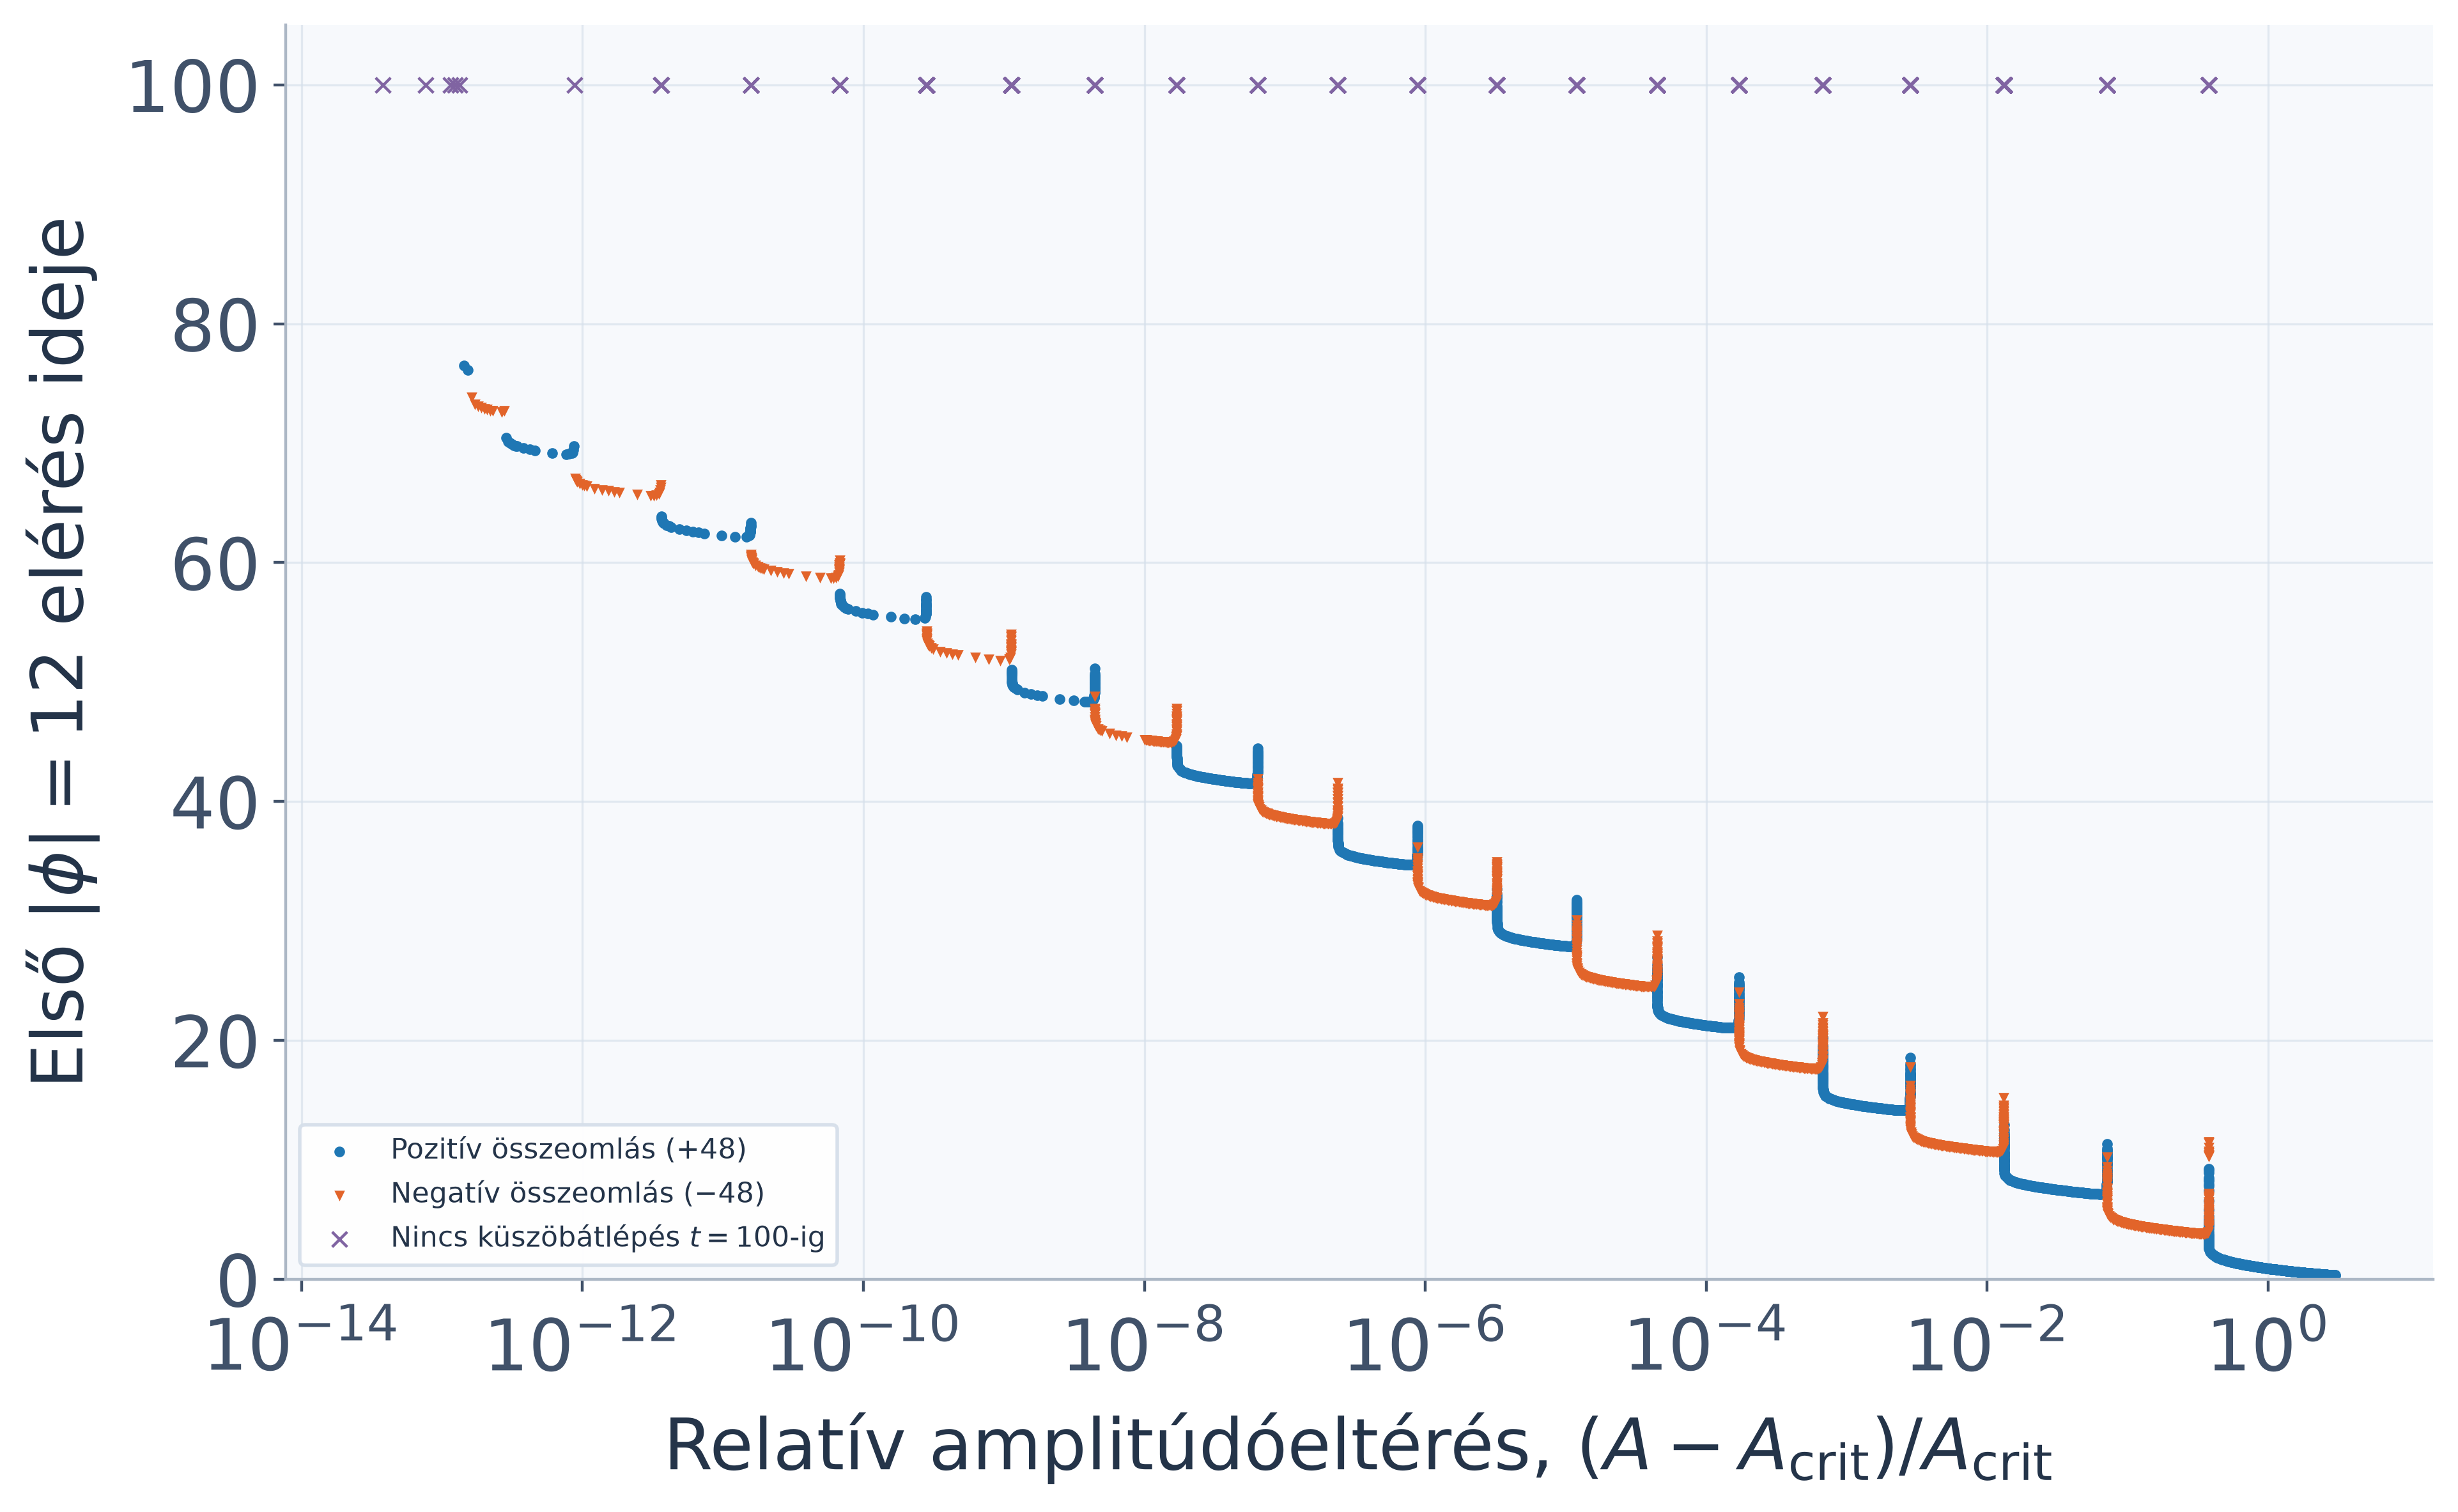 100
80
60
40
20
0
Első |ϕ| = 12 elérés ideje
Pozitív összeomlás (+48)
Negatív összeomlás (−48)
Nincs küszöbátlépés t = 100-ig
10⁻¹⁴ 10⁻¹² 10⁻¹⁰ 10⁻⁸ 10⁻⁶ 10⁻⁴ 10⁻² 10⁰
Relatív amplitúdóeltérés, (A − A_crit)/A_crit